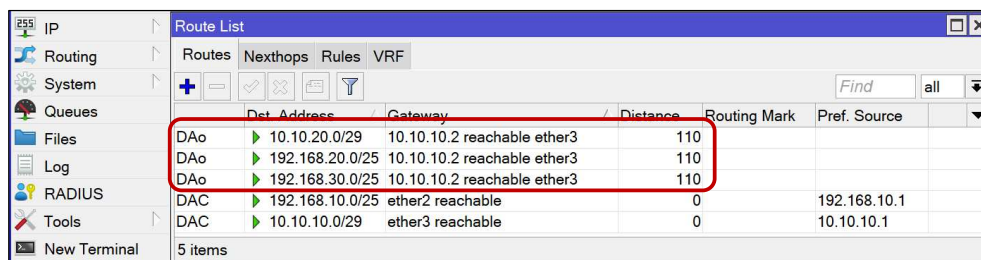 255
IP
Route List
Routing
Routes Nexthops Rules VRF
System
Find all
Queues
Dst. Address Gateway Distance Routing Mark Pref. Source
Files
DAo 10.10.20.0/29 10.10.10.2 reachable ether3 110
Log
DAo 192.168.20.0/25 10.10.10.2 reachable ether3 110
DAo 192.168.30.0/25 10.10.10.2 reachable ether3 110
RADIUS
DAC 192.168.10.0/25 ether2 reachable 0 192.168.10.1
Tools
DAC 10.10.10.0/29 ether3 reachable 0 10.10.10.1
New Terminal
5 items